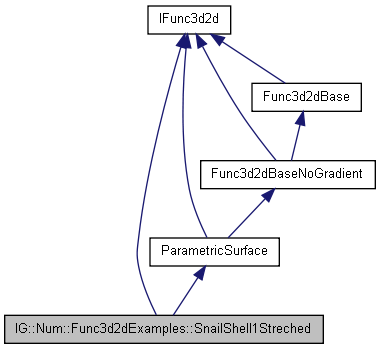 IFunc3d2d
Func3d2dBase
Func3d2dBaseNoGradient
ParametricSurface
IG::Num::Func3d2dExamples::SnailShell1Streched